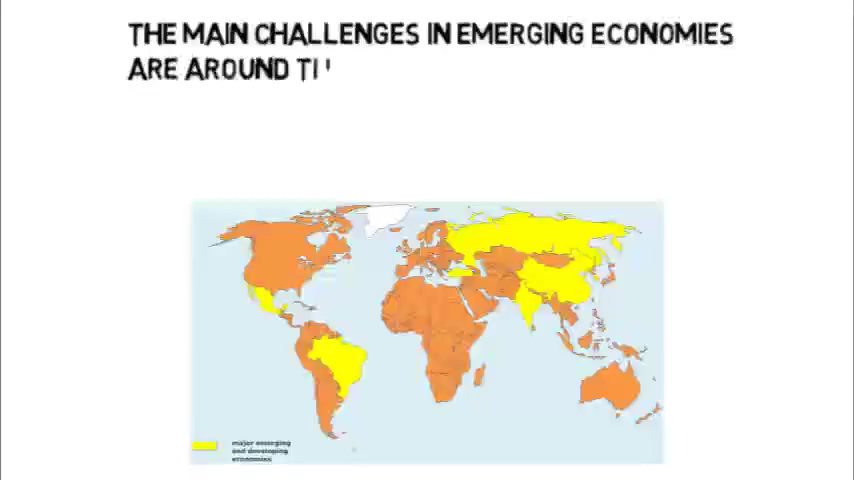 THE MAIN CHALLENGES IN EMERGING ECONOMIES
ARE AROUND
major emerging
and developing
economies